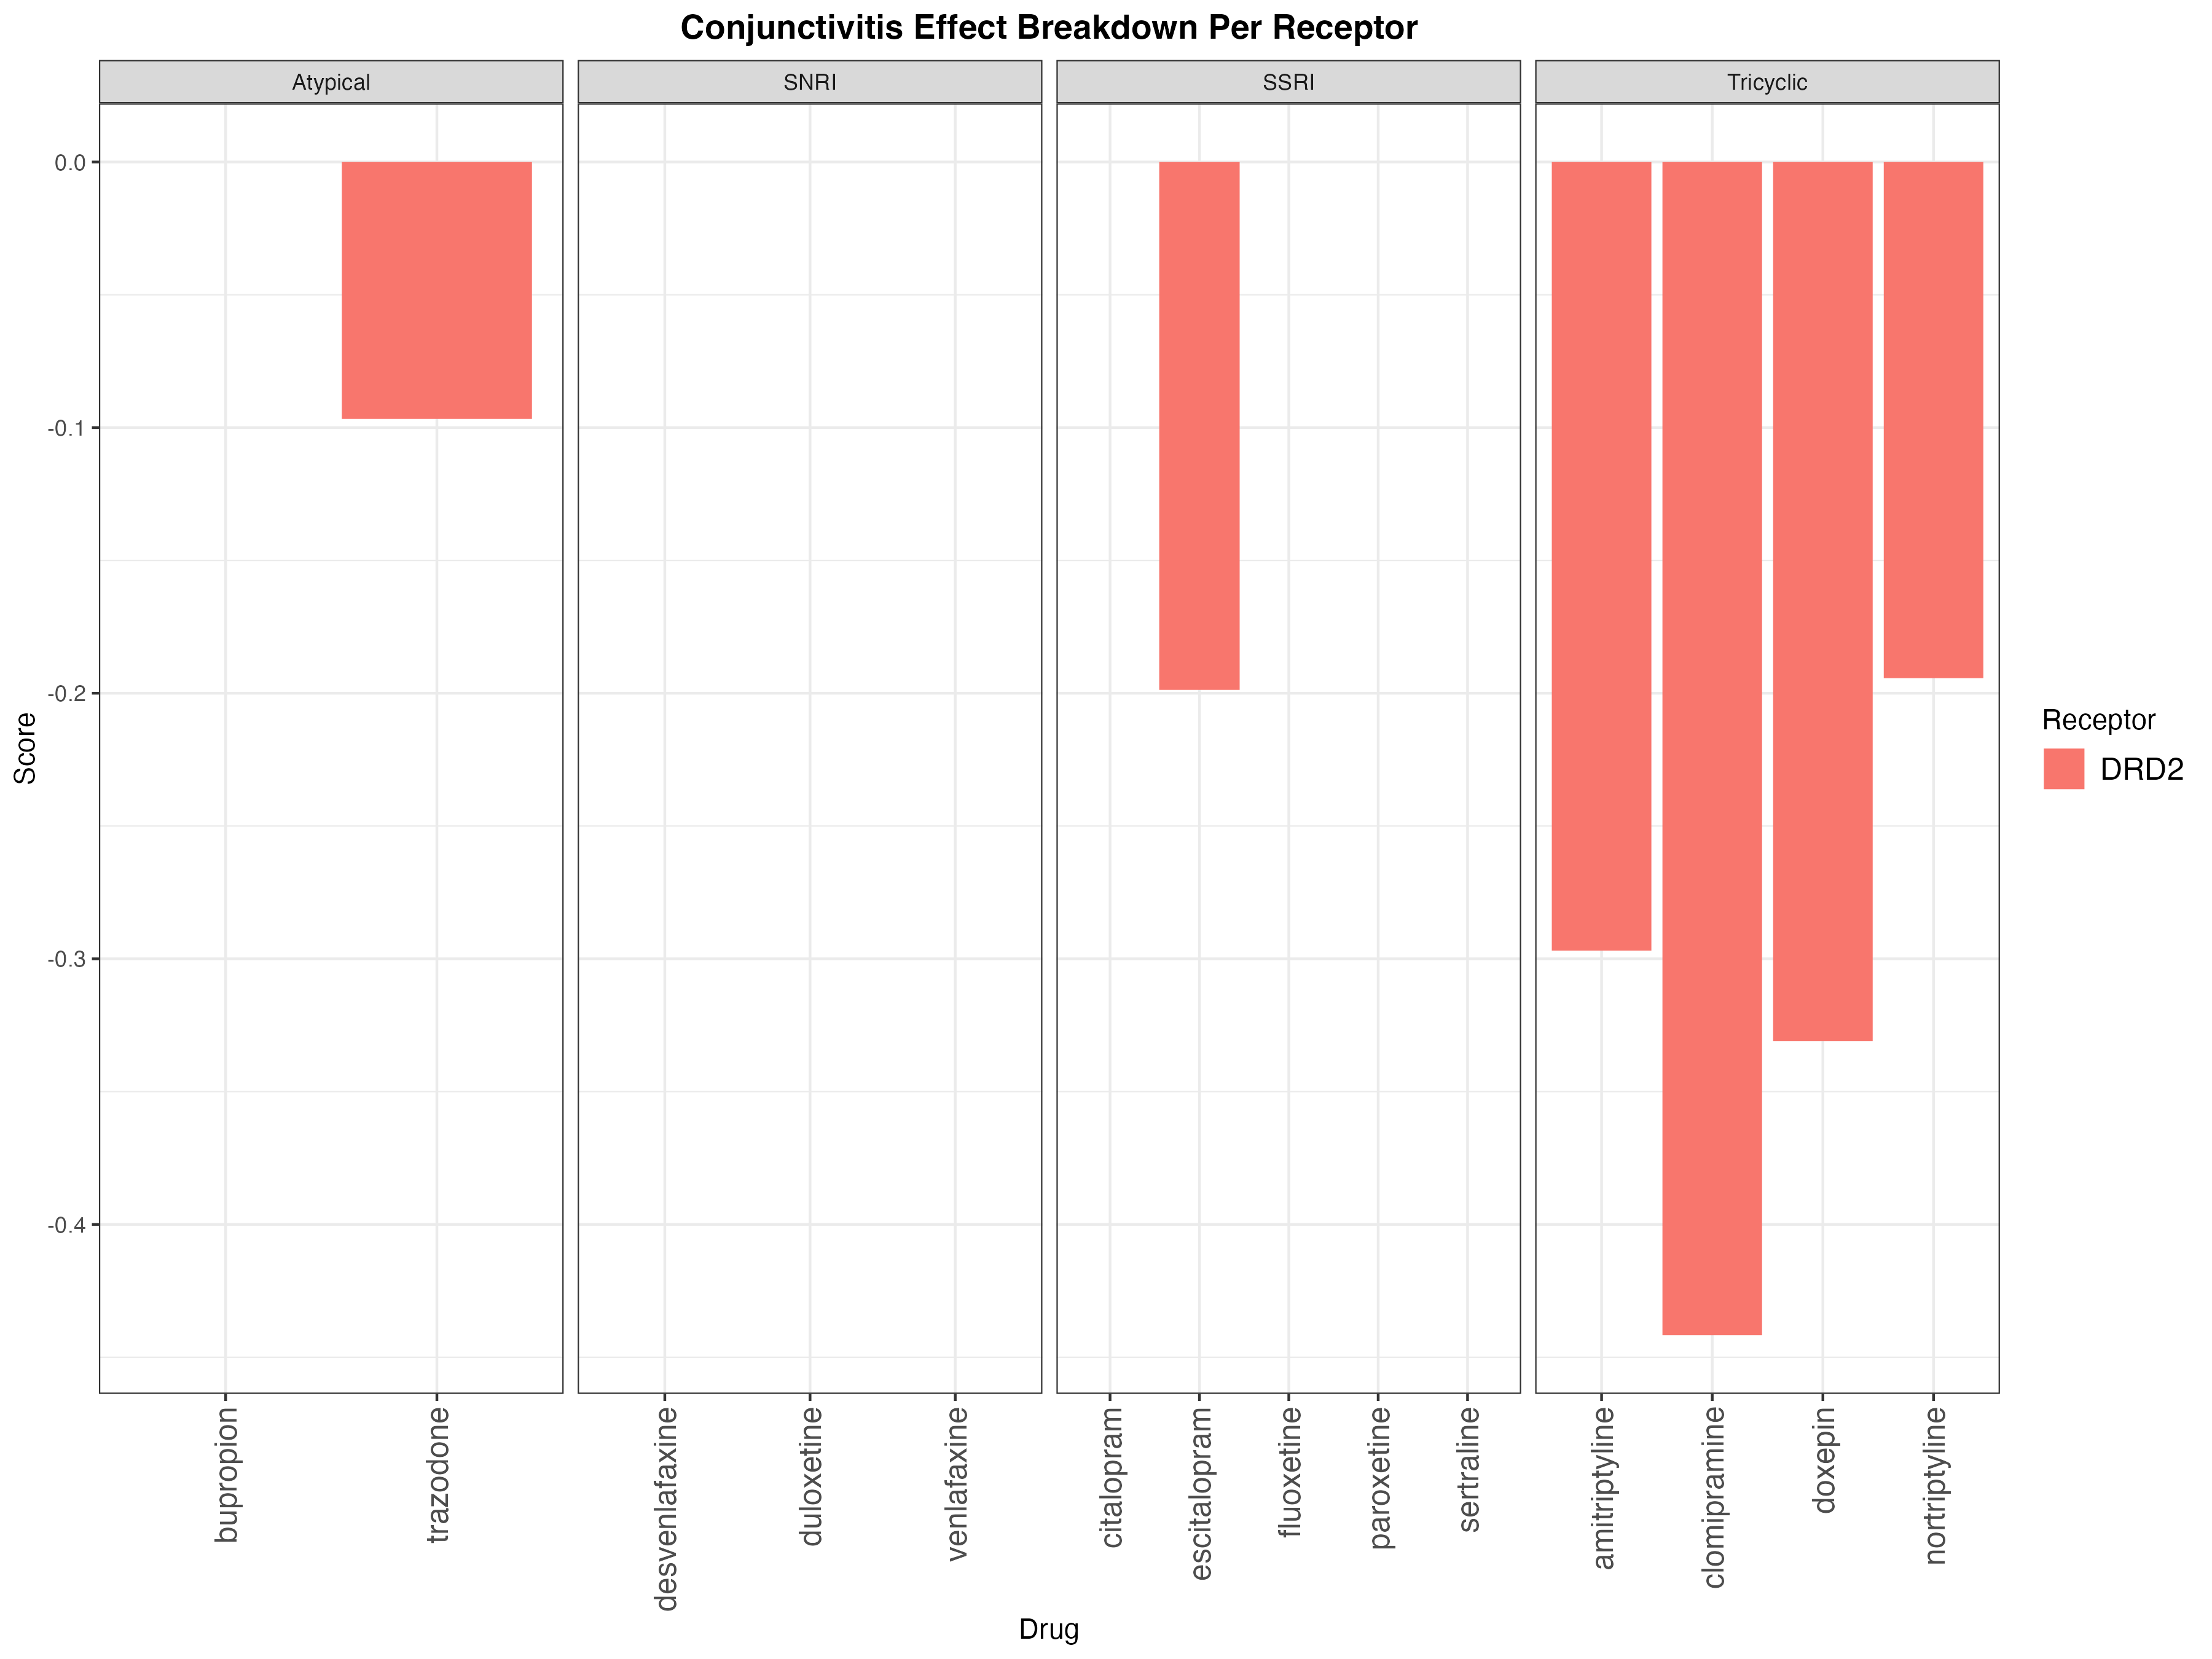 Conjunctivitis Effect Breakdown Per Receptor
Atypical
SNRI
SSRI
Tricyclic
0.0
-0.1
-0.2
-0.3
-0.4
Score
bupropion
trazodone
desvenlafaxine
duloxetine
venlafaxine
citalopram
escitalopram
fluoxetine
paroxetine
sertraline
amitriptyline
clomipramine
doxepin
nortriptyline
Drug
Receptor
DRD2